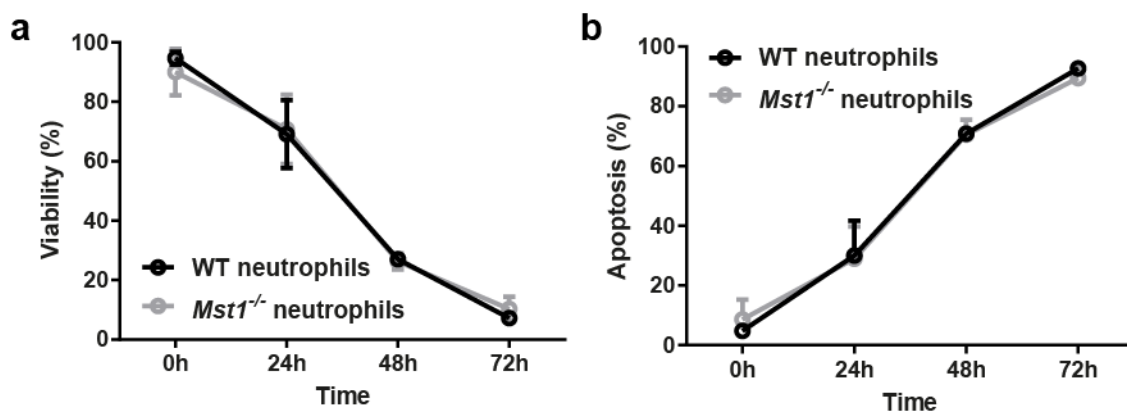 a
Viability (%)
100
80
60
40
20
0
0h 24h 48h 72h
Time
WT neutrophils
Mst1-/- neutrophils
b
Apoptosis (%)
100
80
60
40
20
0
0h 24h 48h 72h
Time
WT neutrophils
Mst1-/- neutrophils